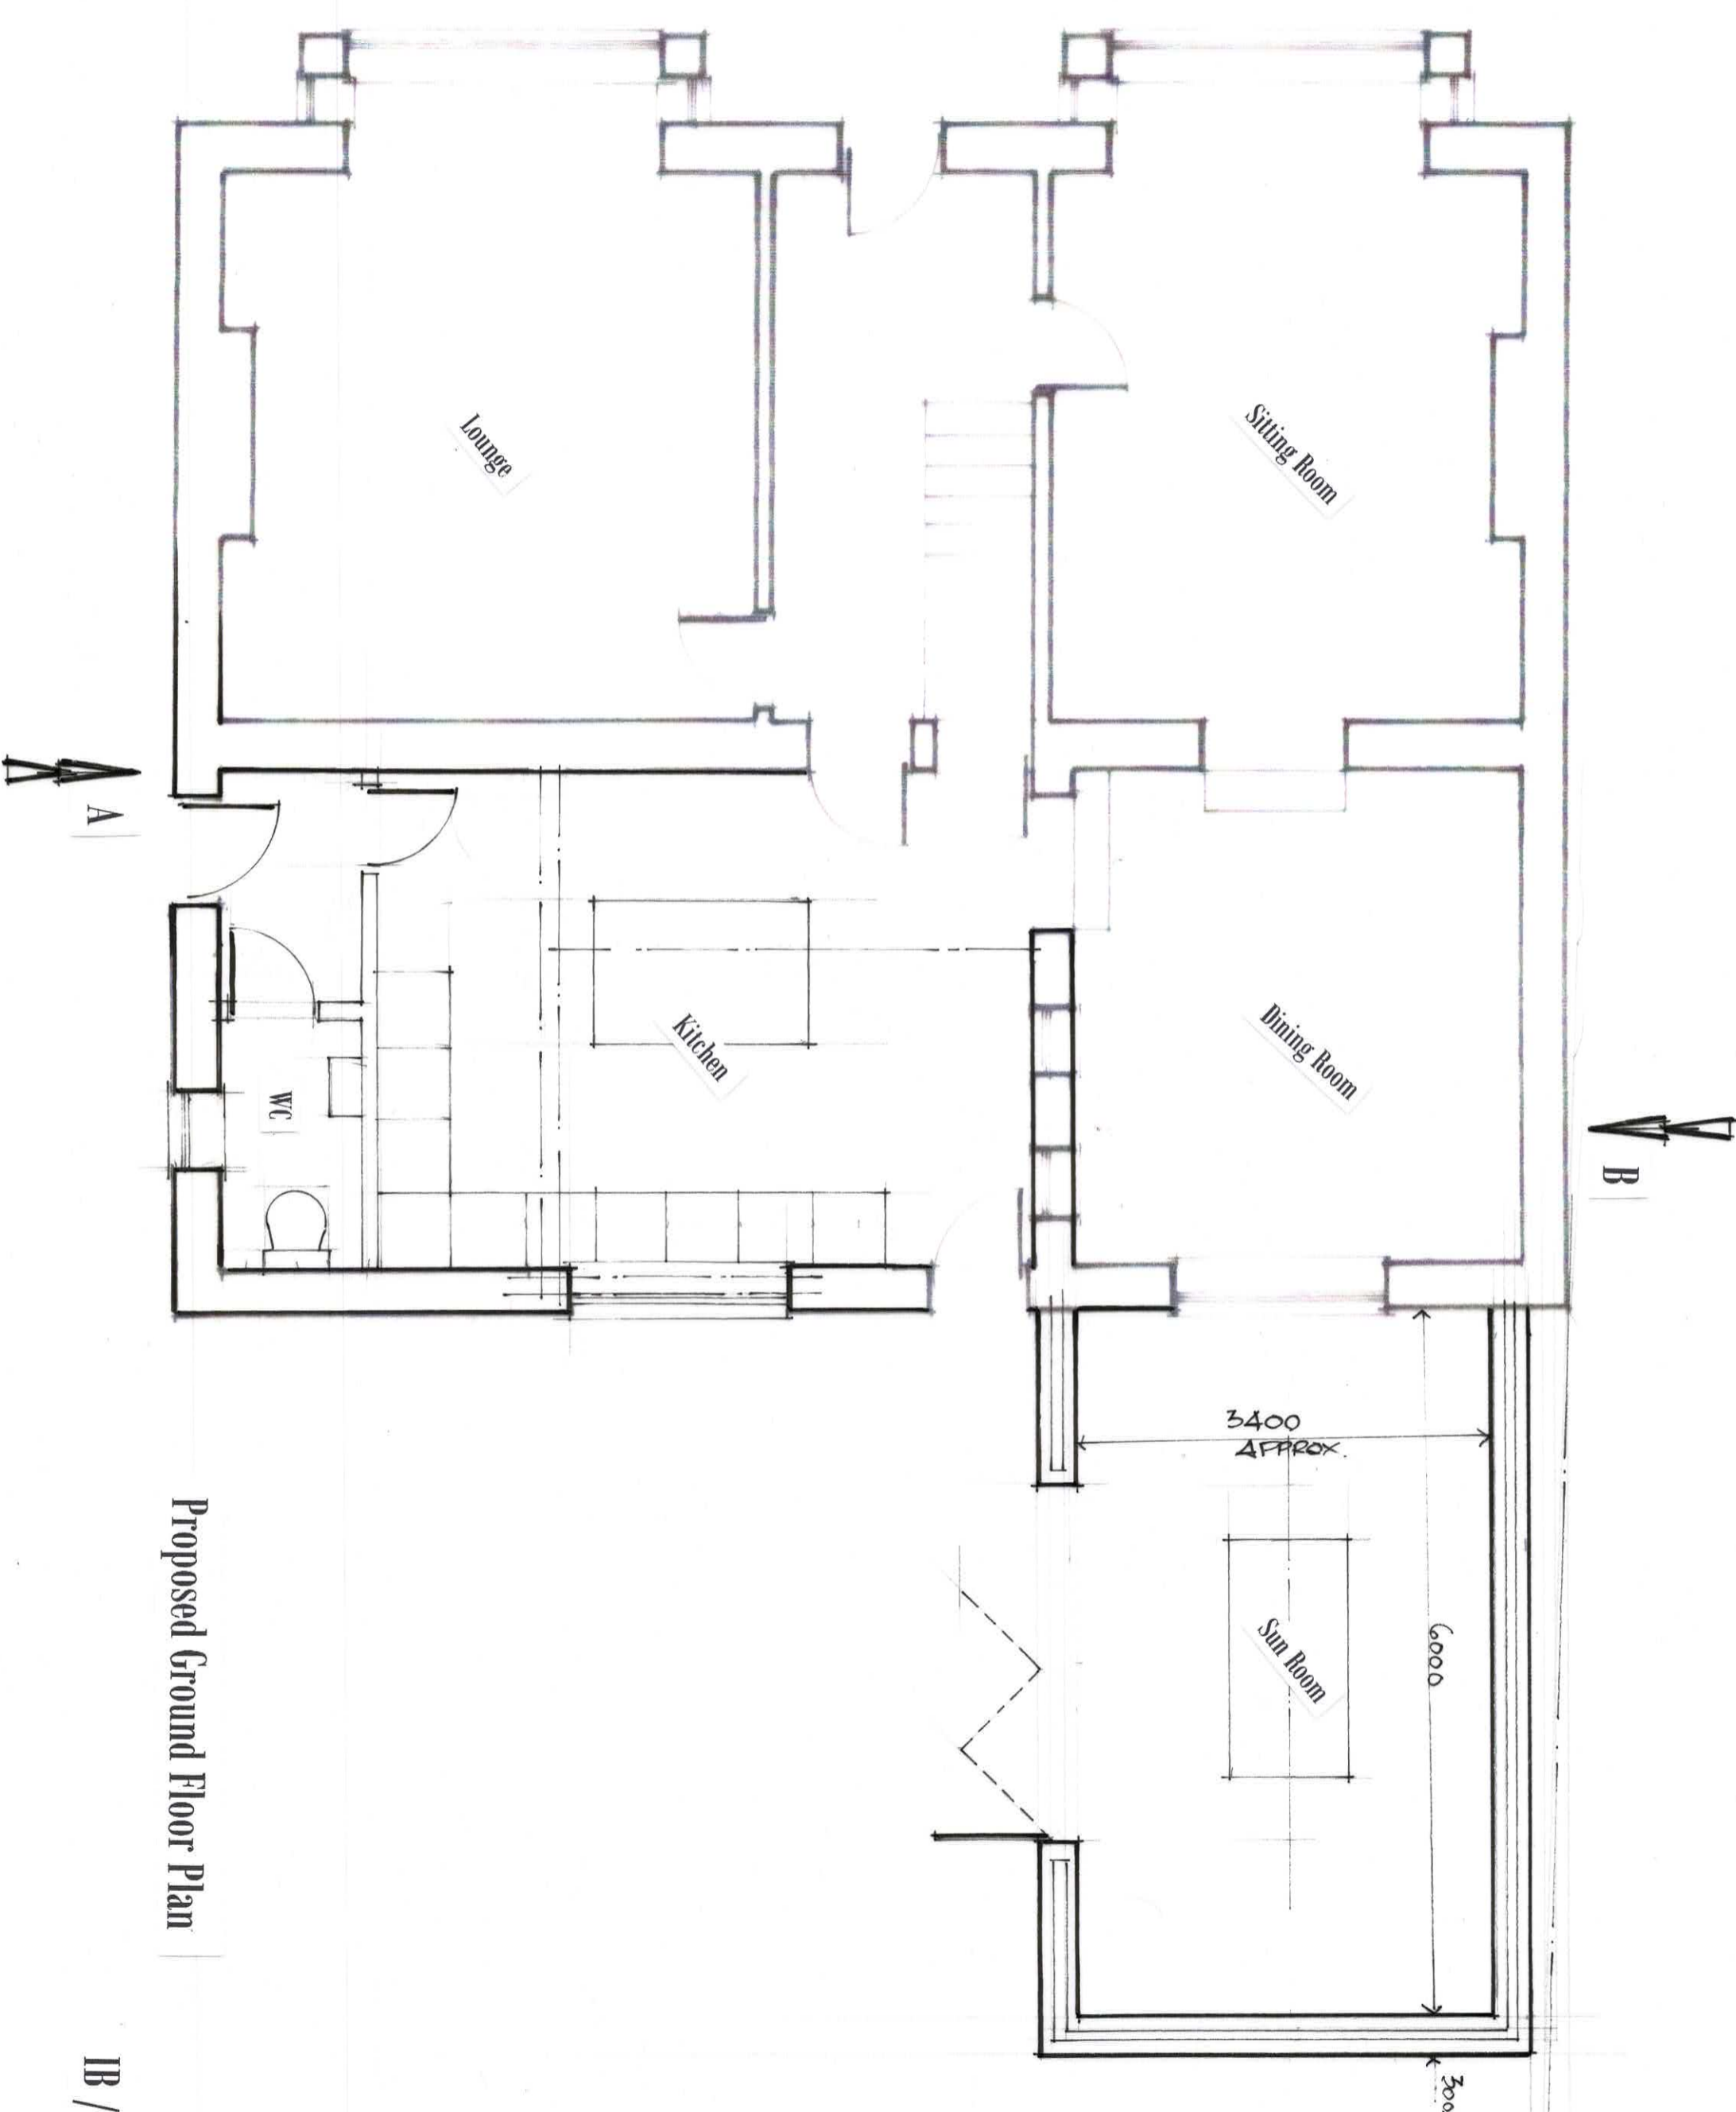 Lounge
Sitting Room
A
Kitchen
Dining Room
WC
B
3400
APPROX.
Sun Room
6000
Proposed Ground Floor Plan
IB /